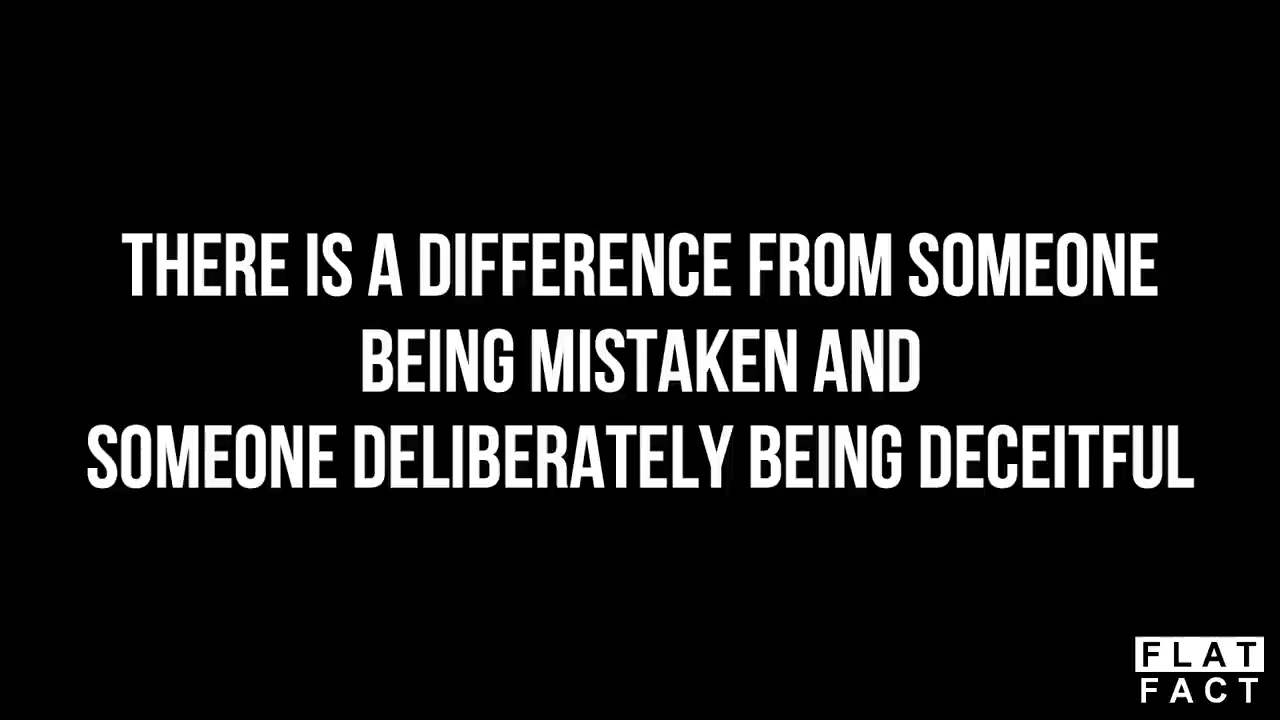 THERE IS A DIFFERENCE FROM SOMEONE
BEING MISTAKEN AND
SOMEONE DELIBERATELY BEING DECEITFUL
FLAT
FACT